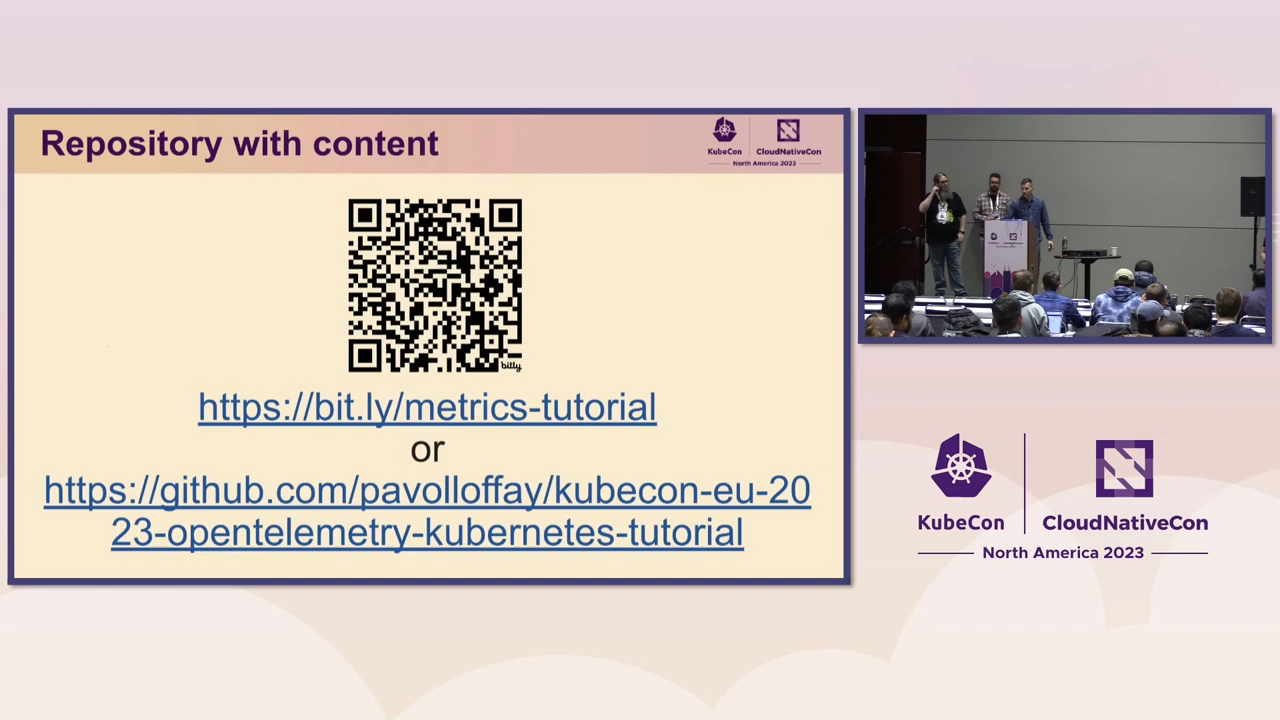 Repository with content
KubeCon
CloudNativeCon
North America 2023
bitly
https://bit.ly/metrics-tutorial
or
https://github.com/pavolloffay/kubecon-eu-20
23-opentelemetry-kubernetes-tutorial
KubeCon
CloudNativeCon
North America 2023